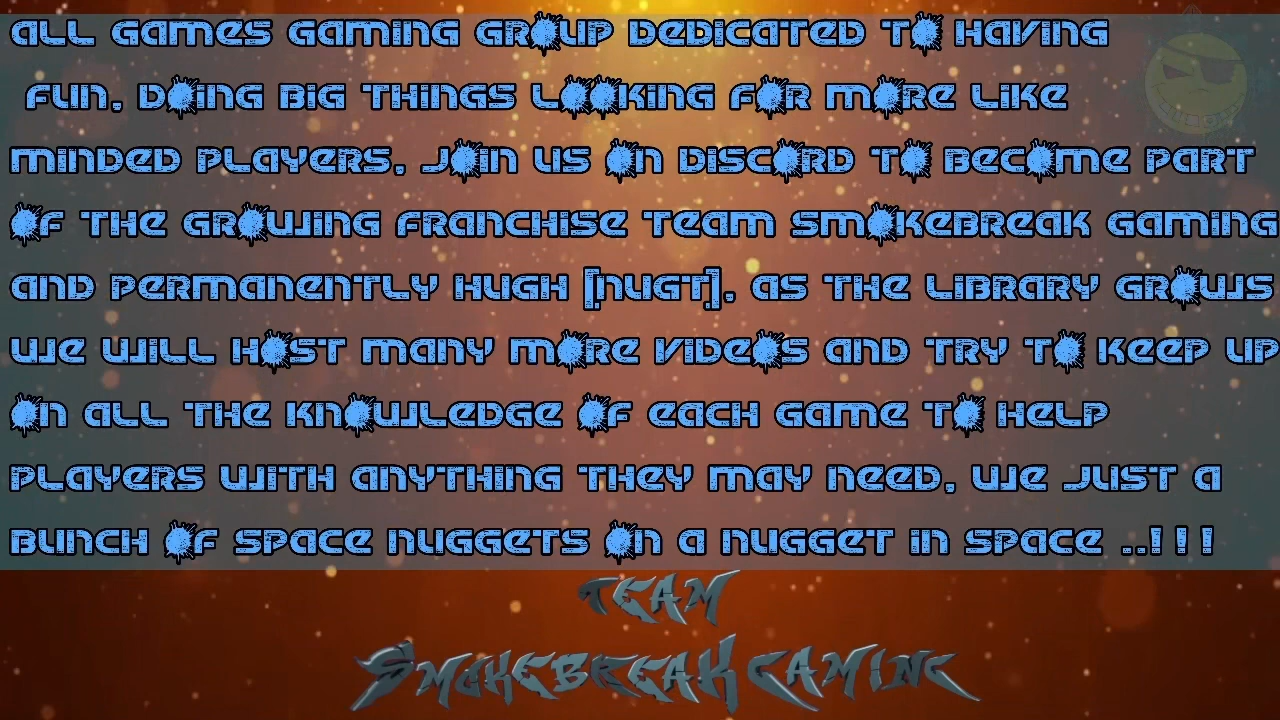 ALL GAMES GAMING GROUP DEDICATED TO HAVING
FUN, DOING BIG THINGS LOOKING FOR MORE LIKE
MINDED PLAYERS, JOIN US ON DISCORD TO BECOME PART
OF THE GROWING FRANCHISE TEAM SMOKEBREAK GAMING
AND PERMANENTLY HUGH [NUGT]. AS THE LIBRARY GROWS
WE WILL HOST MANY MORE VIDEOS AND TRY TO KEEP UP
ON ALL THE KNOWLEDGE OF EACH GAME TO HELP
PLAYERS WITH ANYTHING THEY MAY NEED, WE JUST A
BUNCH OF SPACE NUGGETS ON A NUGGET IN SPACE ..! ! !
TEAM
SMOKEBREAK GAMING